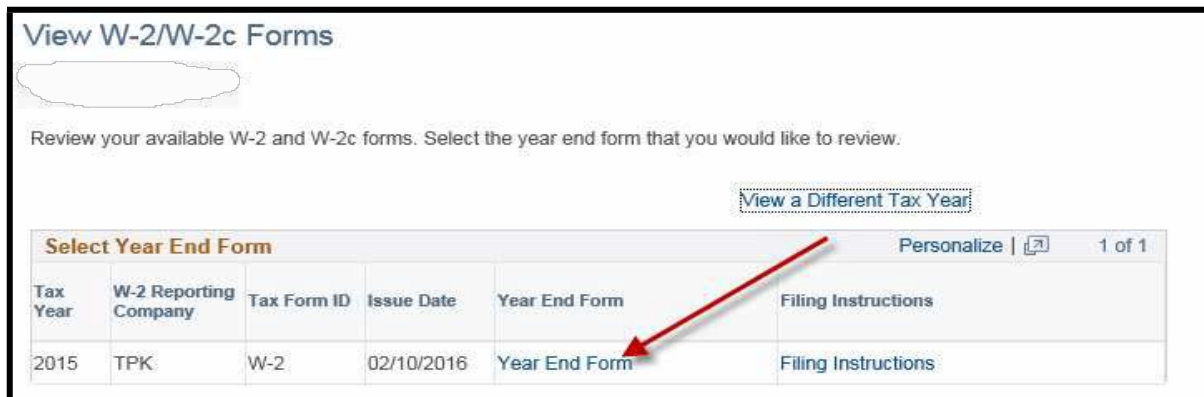 View W-2/W-2c Forms
Review your available W-2 and W-2c forms. Select the year end form that you would like to review.
View a Different Tax Year
Select Year End Form Personalize | 1 of 1
Tax Year W-2 Reporting Company Tax Form ID Issue Date Year End Form Filing Instructions
2015 TPK W-2 02/10/2016 Year End Form Filing Instructions